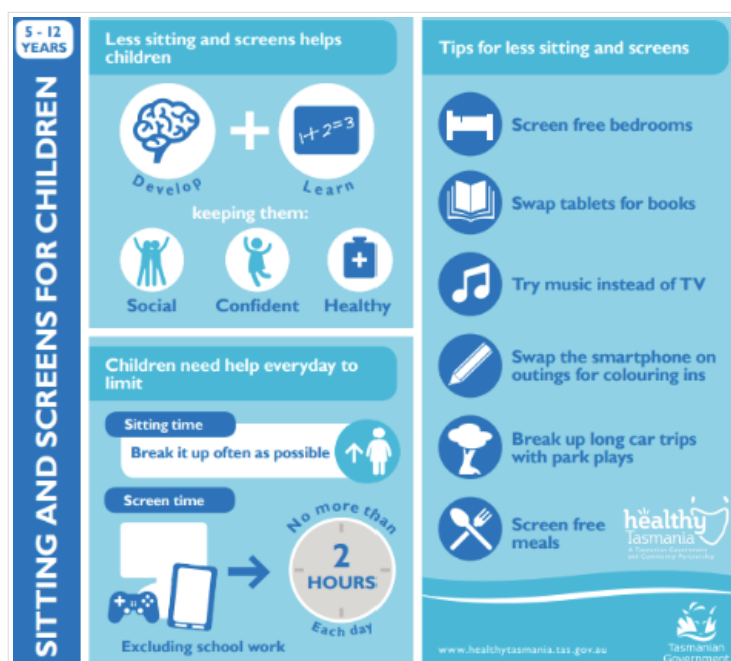 5 - 12
YEARS
SITTING AND SCREENS FOR CHILDREN
Less sitting and screens helps
children
1+2=3
Develop
Learn
keeping them:
Social
Confident
Healthy
Children need help everyday to
limit
Sitting time
Break it up often as possible
Screen time
No more than
2
HOURS
Each day
Excluding school work
Tips for less sitting and screens
Screen free bedrooms
Swap tablets for books
Try music instead of TV
Swap the smartphone on
outings for colouring ins
Break up long car trips
with park plays
Screen free
meals
healthy
Tasmania
A Tasmanian Government
and Community Partnership
www.healthytasmania.tas.gov.au
Tasmanian
Government